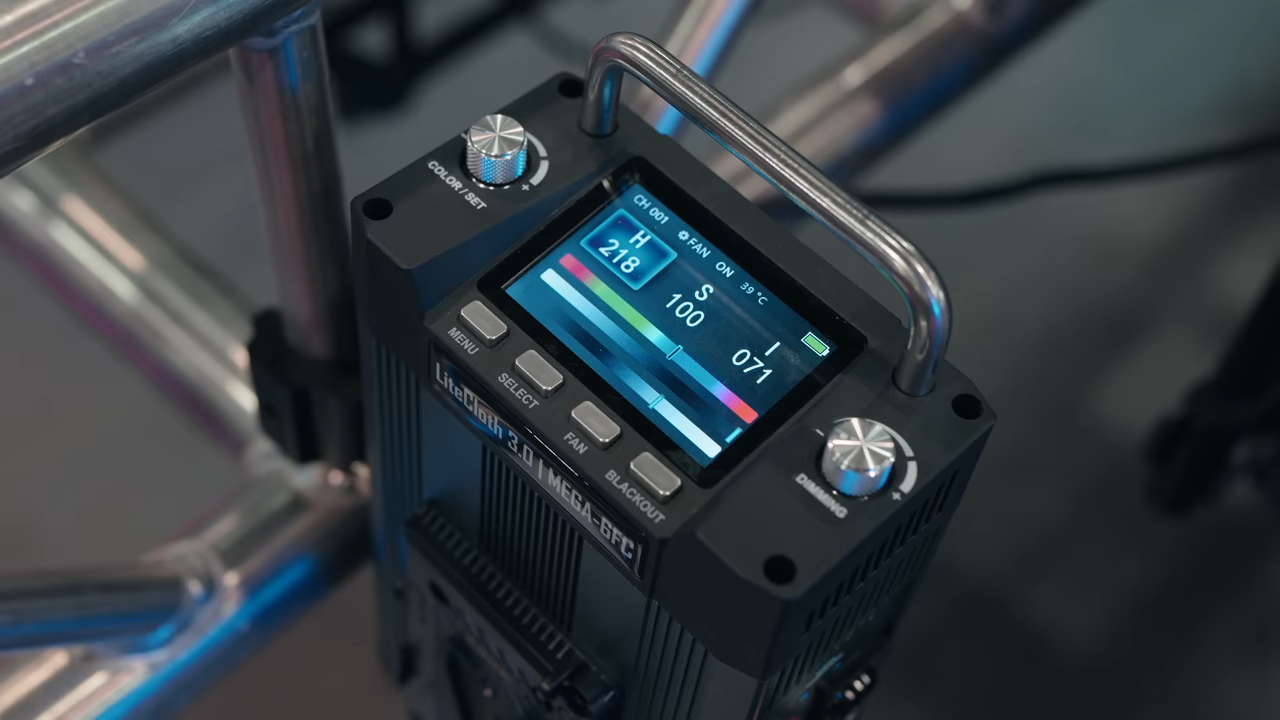 COLOR / SET
- +
CH 001
FAN ON 39 °C
H
218
S
100
I
071
MENU
SELECT
FAN
BLACKOUT
DIMMING
- +
LiteCloth 3.0 | MEGA-6FC